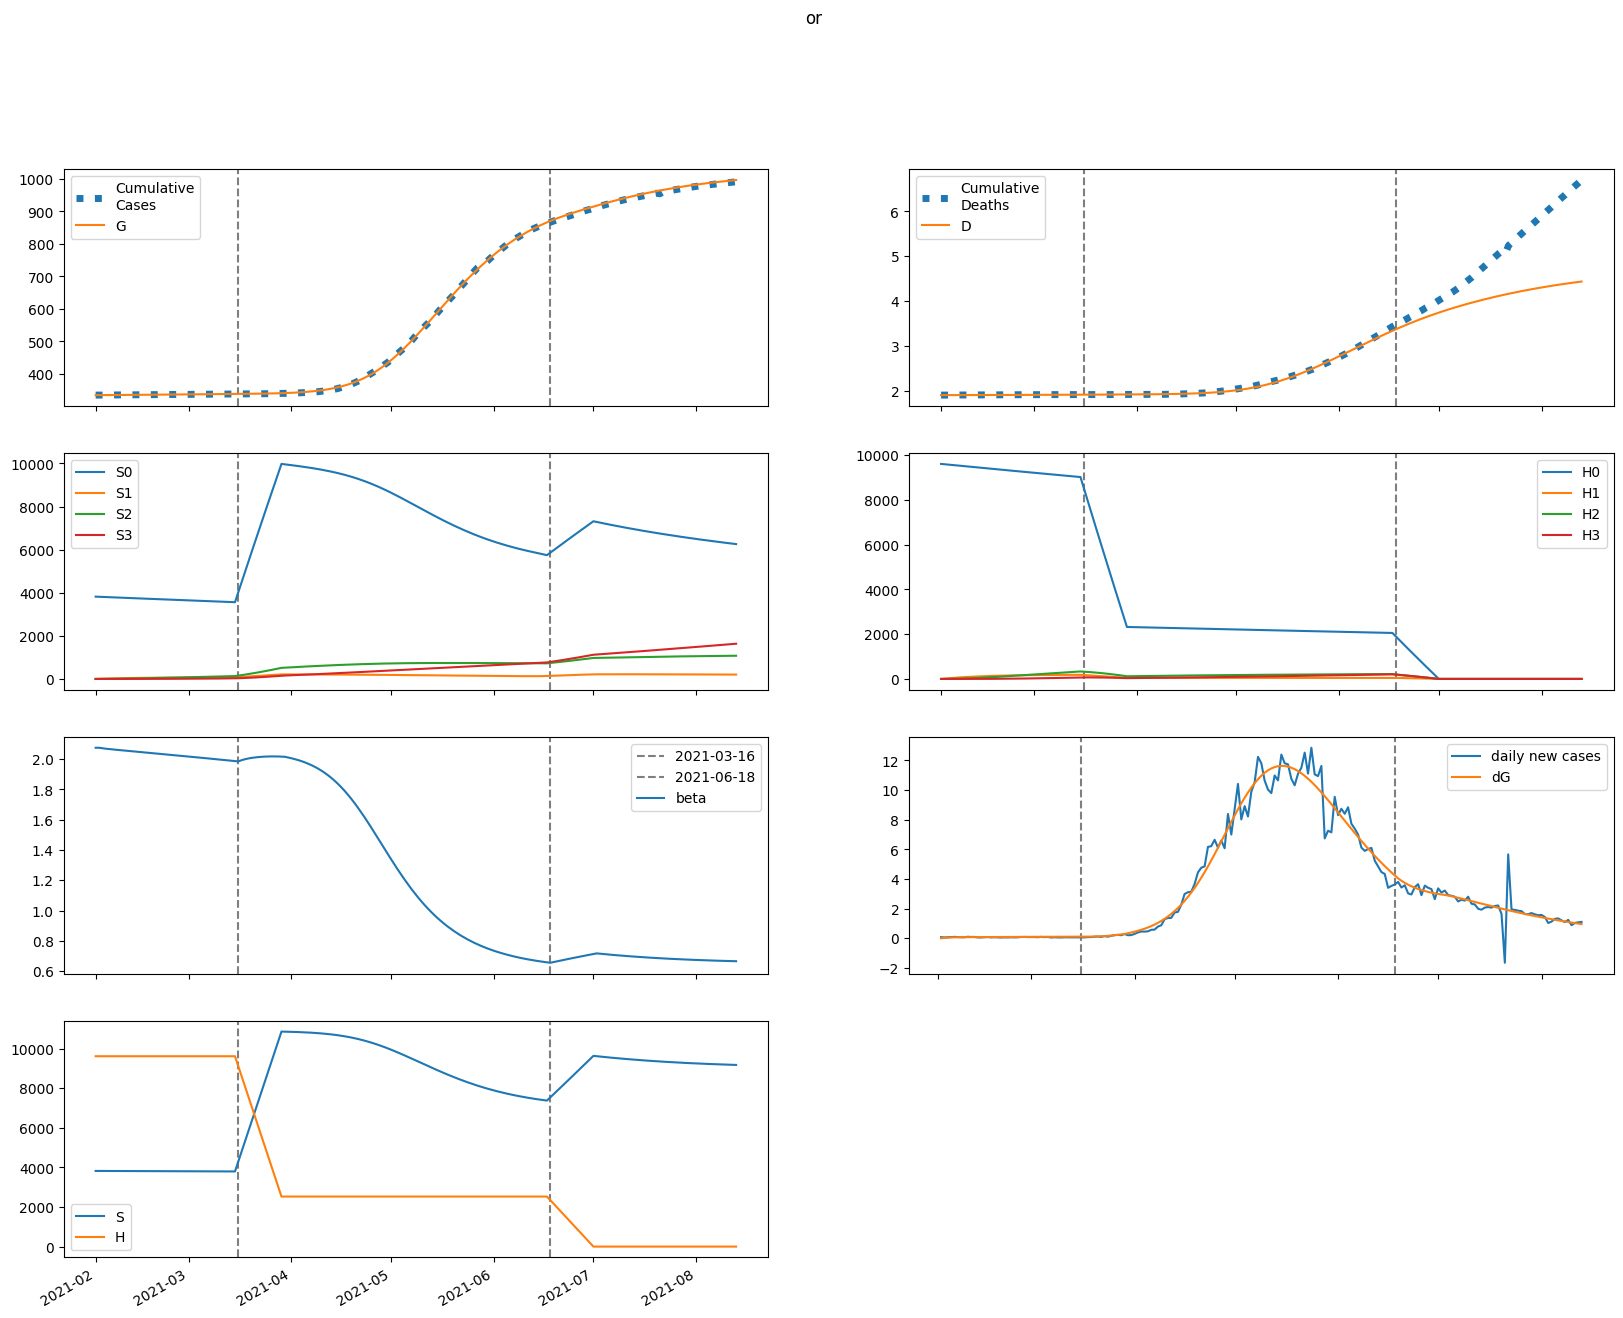 or
Cumulative
Cases
G
1000
900
800
700
600
500
400
Cumulative
Deaths
D
6
5
4
3
2
S0
S1
S2
S3
10000
8000
6000
4000
2000
0
H0
H1
H2
H3
10000
8000
6000
4000
2000
0
2021-03-16
2021-06-18
beta
2.0
1.8
1.6
1.4
1.2
1.0
0.8
0.6
daily new cases
dG
12
10
8
6
4
2
0
−2
10000
8000
6000
4000
2000
0
S
H
2021-02
2021-03
2021-04
2021-05
2021-06
2021-07
2021-08